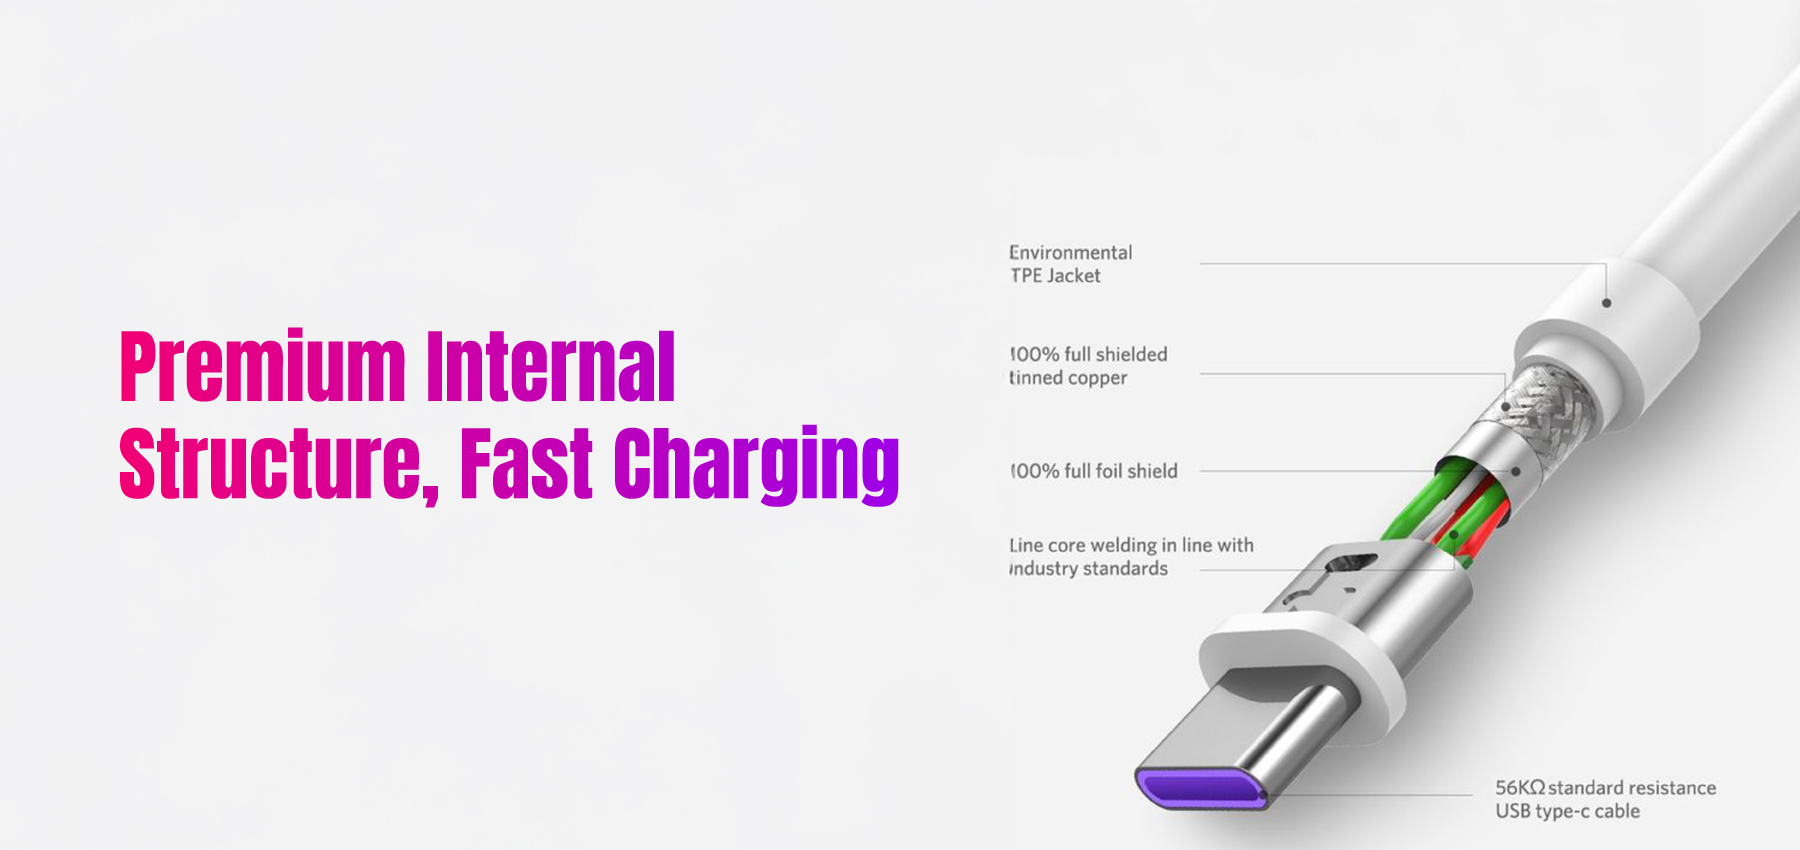 Premium Internal
Structure, Fast Charging
Environmental
TPE Jacket
100% full shielded
tinned copper
100% full foil shield
Line core welding in line with
industry standards
56KΩ standard resistance
USB type-c cable